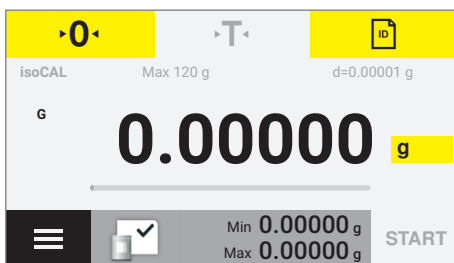 0 T ID
isoCAL Max 120 g d=0.00001 g
G
0.00000 g
Min 0.00000 g
Max 0.00000 g
START